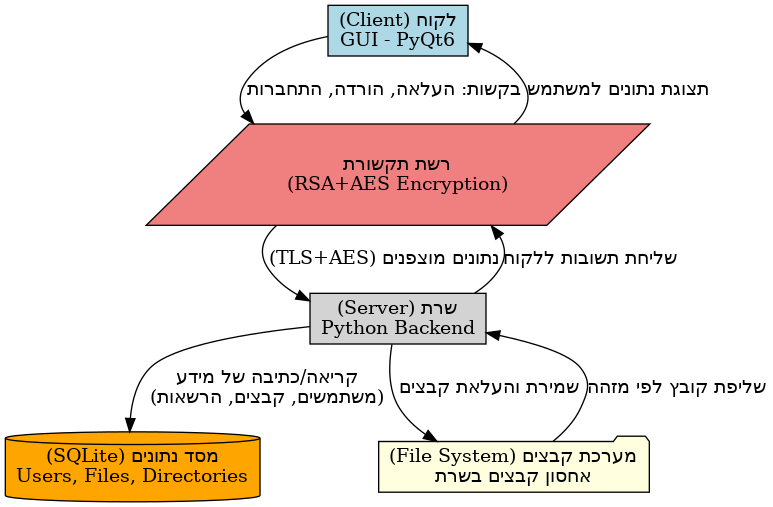 לקוח (Client)
GUI - PyQt6
בקשות: העלאה, הורדה, התחברות
תצוגת נתונים למשתמש
רשת תקשורת
(RSA+AES Encryption)
נתונים מוצפנים (TLS+AES)
שליחת תשובות ללקוח
שרת (Server)
Python Backend
קריאה/כתיבה של מידע
(משתמשים, קבצים, הרשאות)
שמירת והעלאת קבצים
שליפת קובץ לפי מזהה
מסד נתונים (SQLite)
Users, Files, Directories
מערכת קבצים (File System)
אחסון קבצים בשרת